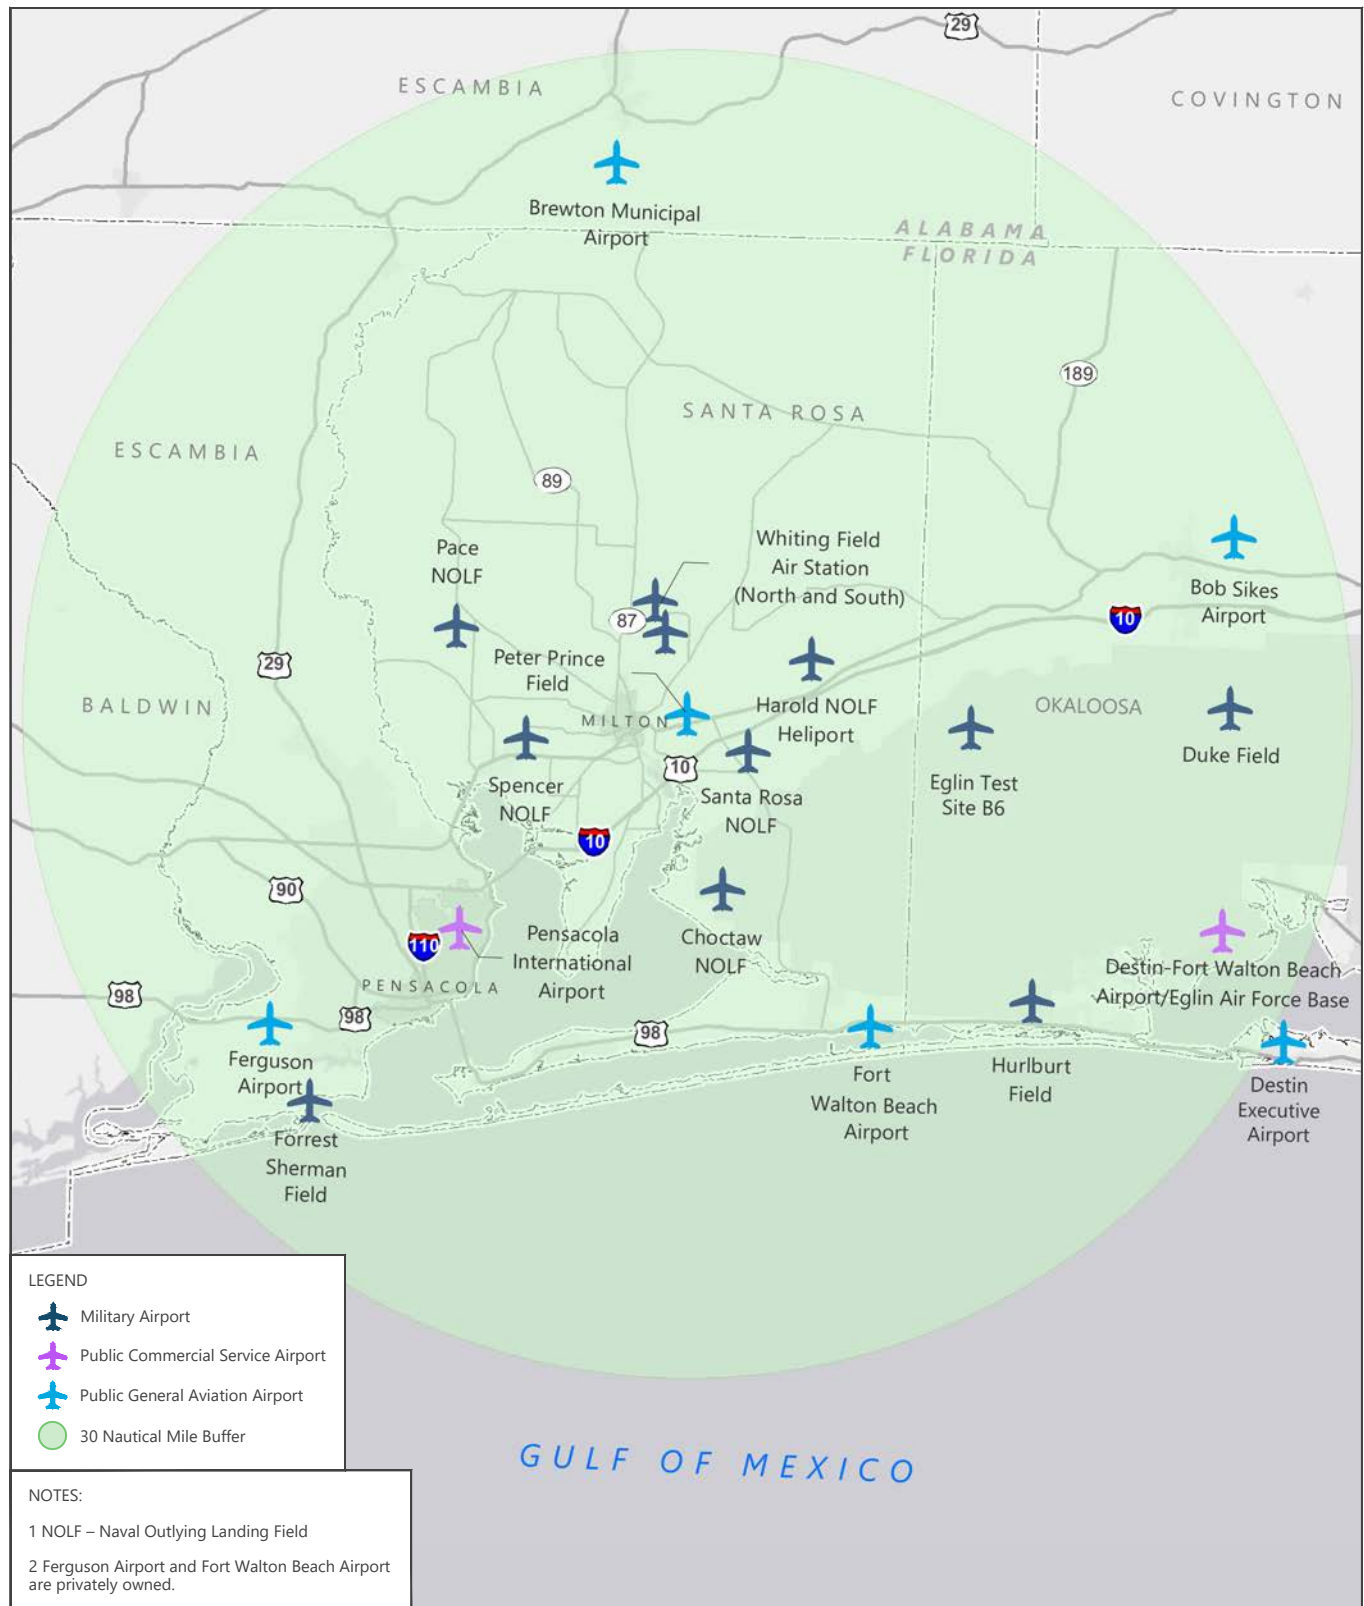 29
ESCAMBIA
COVINGTON
Brewton Municipal
Airport
ALABAMA
FLORIDA
189
SANTA ROSA
ESCAMBIA
89
Whiting Field
Air Station
(North and South)
Pace
NOLF
Bob Sikes
Airport
10
87
29
Peter Prince
Field
BALDWIN
MILTON
Harold NOLF
Heliport
OKALOOSA
Duke Field
10
Spencer
NOLF
Santa Rosa
NOLF
Eglin Test
Site B6
10
90
110
Pensacola
International
Airport
Choctaw
NOLF
Destin-Fort Walton Beach
Airport/Eglin Air Force Base
PENSACOLA
98
98
98
Ferguson
Airport
Fort
Walton Beach
Airport
Hurlburt
Field
Destin
Executive
Airport
Forrest
Sherman
Field
LEGEND
Military Airport
Public Commercial Service Airport
Public General Aviation Airport
30 Nautical Mile Buffer
GULF OF MEXICO
NOTES:
1 NOLF – Naval Outlying Landing Field
2 Ferguson Airport and Fort Walton Beach Airport
are privately owned.